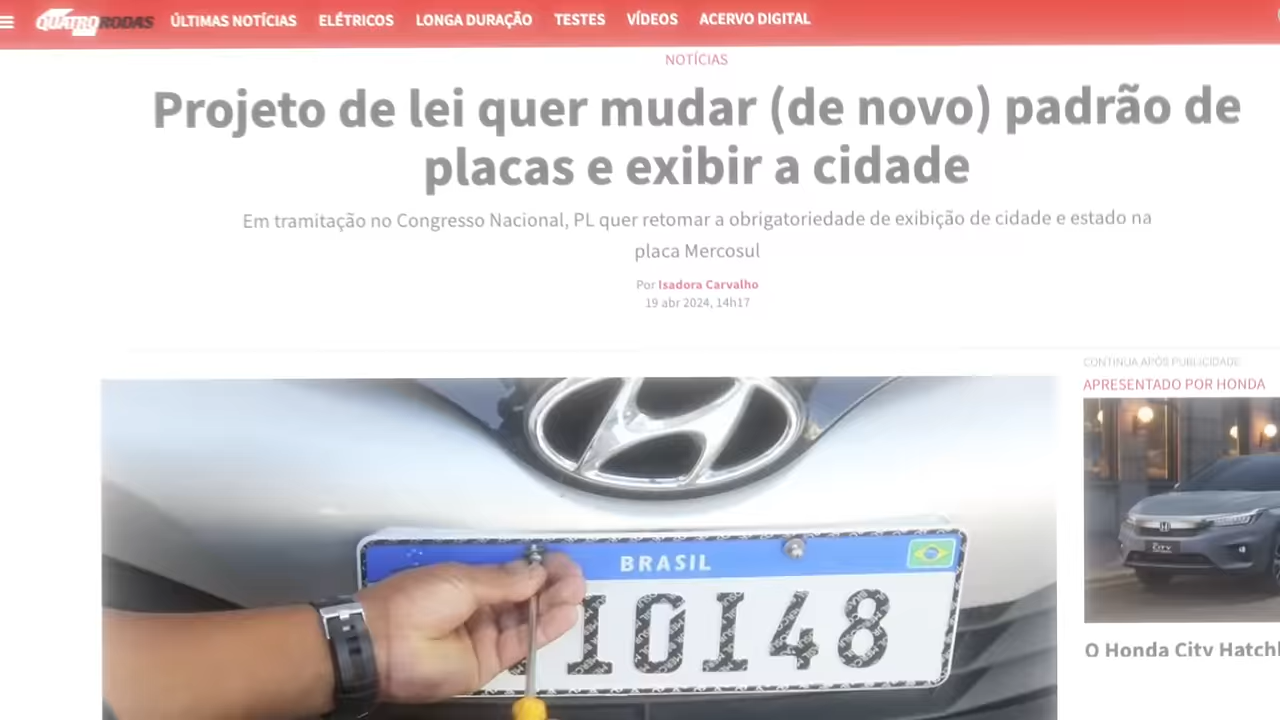 QUATRO RODAS ÚLTIMAS NOTÍCIAS ELÉTRICOS LONGA DURAÇÃO TESTES VÍDEOS ACERVO DIGITAL
NOTÍCIAS
Projeto de lei quer mudar (de novo) padrão de
placas e exibir a cidade
Em tramitação no Congresso Nacional, PL quer retomar a obrigatoriedade de exibição de cidade e estado na
placa Mercosul
Por Isadora Carvalho
19 abr 2024, 14h17
CONTINUA APÓS PUBLICIDADE
APRESENTADO POR HONDA
BRASIL
10I48
CITY
O Honda City Hatch